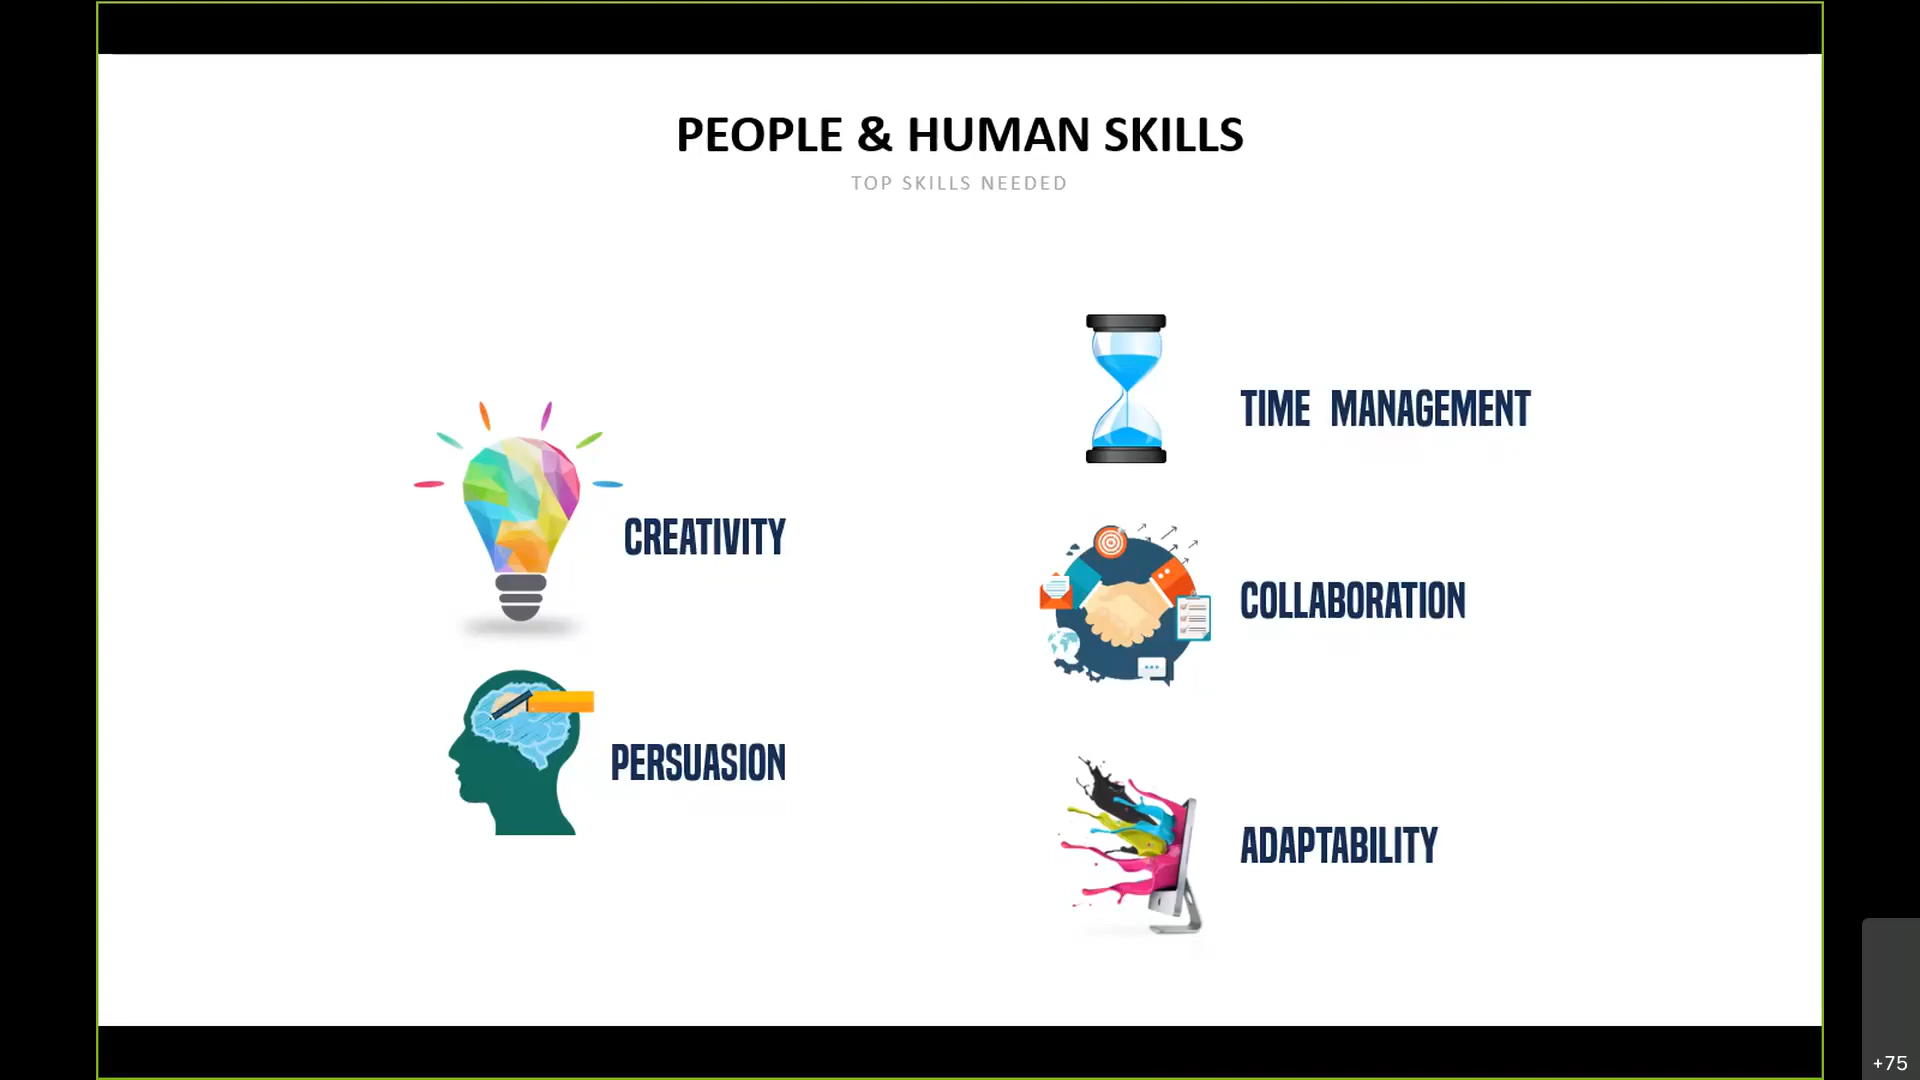 PEOPLE & HUMAN SKILLS
TOP SKILLS NEEDED
CREATIVITY
PERSUASION
TIME MANAGEMENT
COLLABORATION
ADAPTABILITY
+75